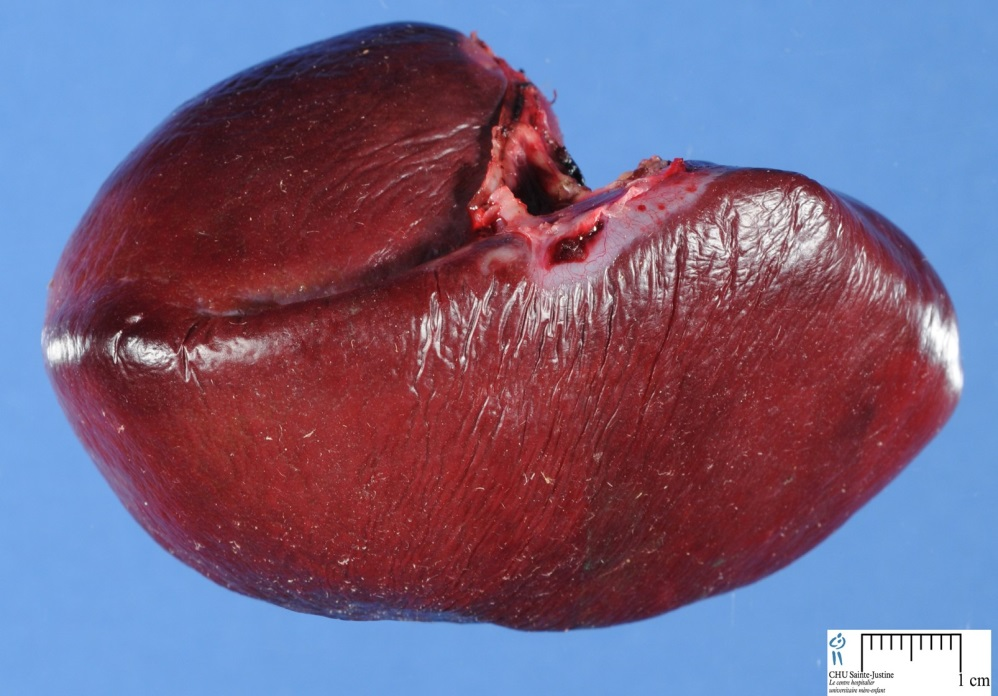 1 cm
CHU Sainte-Justine
Le centre hospitalier
universitaire mère-enfant